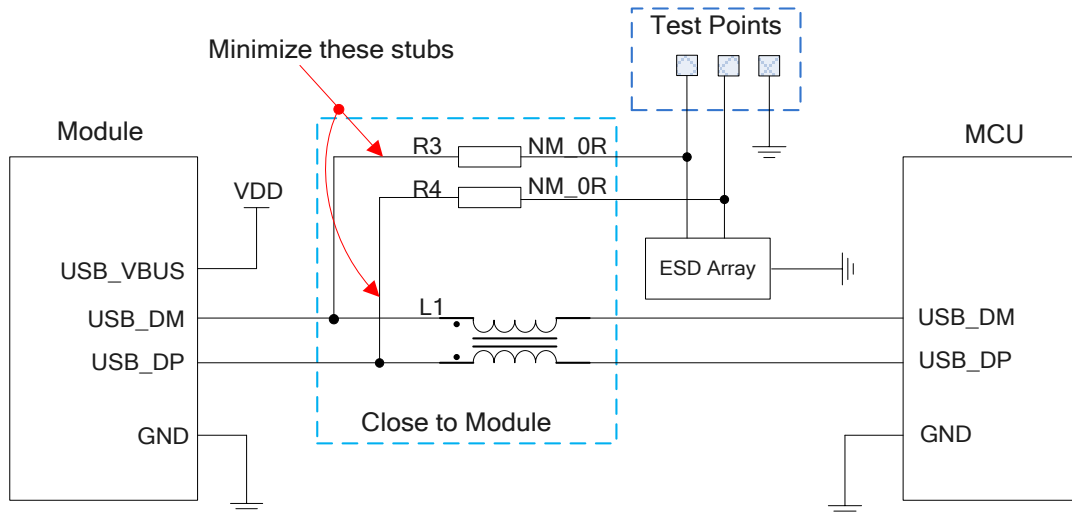 Test Points
Minimize these stubs
Module
MCU
R3 NM_0R
R4 NM_0R
VDD
ESD Array
USB_VBUS
USB_DM
L1
USB_DM
USB_DP
USB_DP
Close to Module
GND
GND